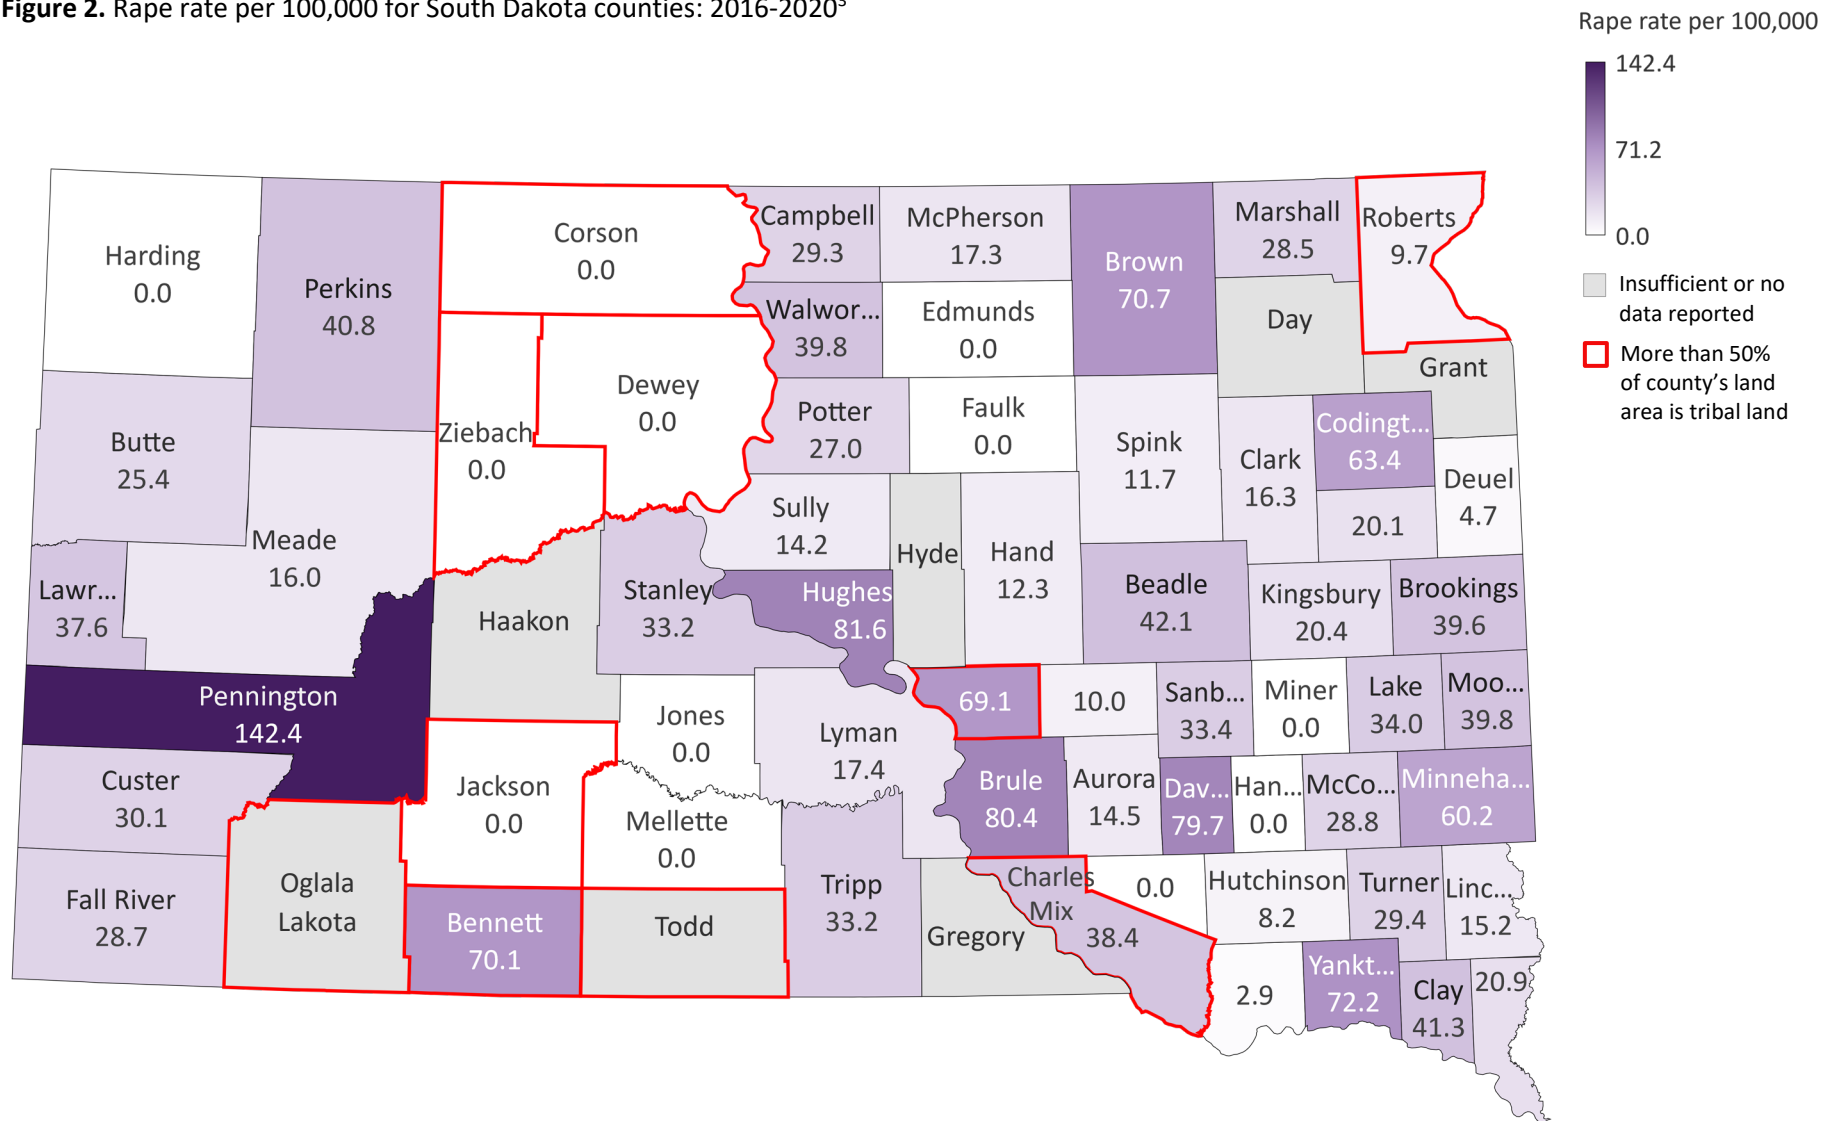 Figure 2. Rape rate per 100,000 for South Dakota counties: 2016-2020³
Rape rate per 100,000
142.4
71.2
0.0
Insufficient or no
data reported
More than 50%
of county’s land
area is tribal land
Harding
0.0
Perkins
40.8
Corson
0.0
Campbell
29.3
McPherson
17.3
Brown
70.7
Marshall
28.5
Roberts
9.7
Walwor...
39.8
Edmunds
0.0
Day
Grant
Butte
25.4
Ziebach
0.0
Dewey
0.0
Potter
27.0
Faulk
0.0
Spink
11.7
Clark
16.3
Codingt...
63.4
Deuel
4.7
20.1
Meade
16.0
Sully
14.2
Hyde
Hand
12.3
Lawr...
37.6
Haakon
Stanley
33.2
Hughes
81.6
Beadle
42.1
Kingsbury
20.4
Brookings
39.6
Pennington
142.4
Jones
0.0
Lyman
17.4
69.1
10.0
Sanb...
33.4
Miner
0.0
Lake
34.0
Moo...
39.8
Custer
30.1
Jackson
0.0
Mellette
0.0
Brule
80.4
Aurora
14.5
Dav...
79.7
Han...
0.0
McCo...
28.8
Minneha...
60.2
Fall River
28.7
Oglala
Lakota
Bennett
70.1
Todd
Tripp
33.2
Gregory
Charles
Mix
38.4
0.0
Hutchinson
8.2
Turner
29.4
Linc...
15.2
2.9
Yankt...
72.2
Clay
41.3
20.9